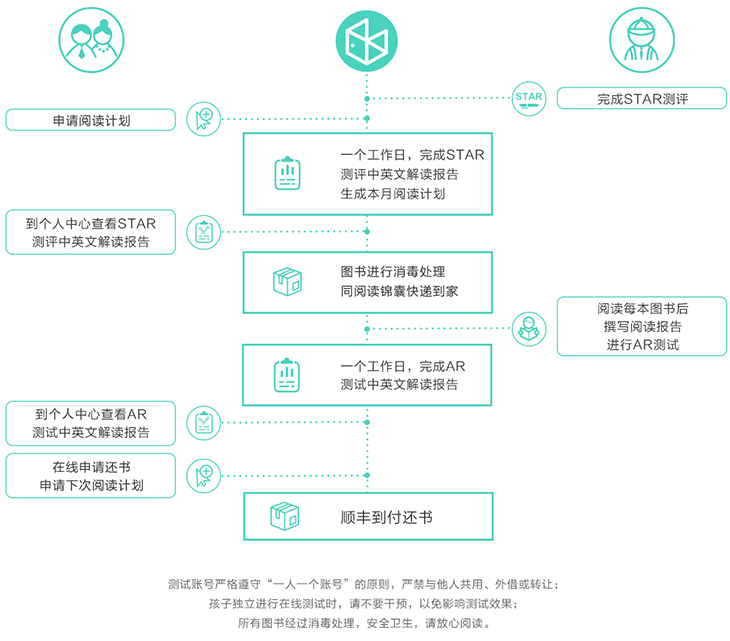 STAR
完成STAR测评
申请阅读计划
一个工作日，完成STAR
测评中英文解读报告
生成本月阅读计划
到个人中心查看STAR
测评中英文解读报告
图书进行消毒处理
同阅读锦囊快递到家
阅读每本图书后
撰写阅读报告
进行AR测试
一个工作日，完成AR
测试中英文解读报告
到个人中心查看AR
测试中英文解读报告
在线申请还书
申请下次阅读计划
顺丰到付还书
测试账号严格遵守“一人一个账号”的原则，严禁与他人共用、外借或转让；
孩子独立进行在线测试时，请不要干预，以免影响测试效果；
所有图书经过消毒处理，安全卫生，请放心阅读。